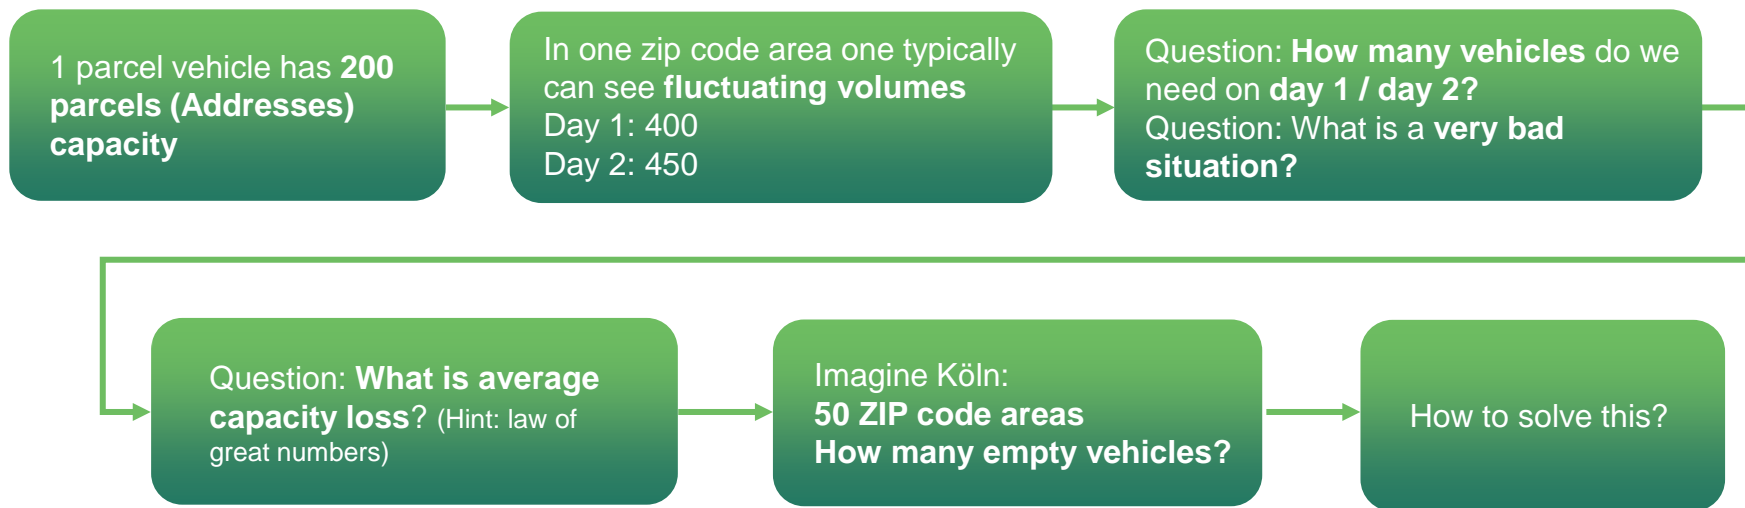 1 parcel vehicle has 200
parcels (Addresses)
capacity
In one zip code area one typically
can see fluctuating volumes
Day 1: 400
Day 2: 450
Question: How many vehicles do we
need on day 1 / day 2?
Question: What is a very bad
situation?
Question: What is average
capacity loss? (Hint: law of
great numbers)
Imagine Köln:
50 ZIP code areas
How many empty vehicles?
How to solve this?